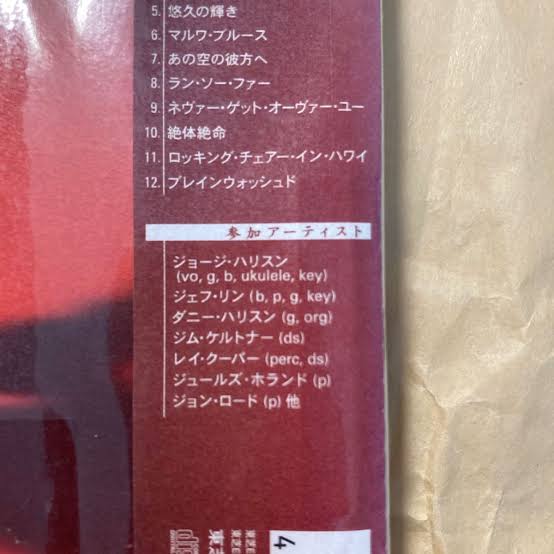 5. 悠久の輝き
6. マルワ・ブルース
7. あの空の彼方へ
8. ラン・ソー・ファー
9. ネヴァー・ゲット・オーヴァー・ユー
10. 絶体絶命
11. ロッキング・チェアー・イン・ハワイ
12. ブレインウォッシュド
参加アーティスト
ジョージ・ハリスン
(vo, g, b, ukulele, key)
ジェフ・リン (b, p, g, key)
ダニー・ハリスン (g, org)
ジム・ケルトナー (ds)
レイ・クーパー (perc, ds)
ジュールズ・ホランド (p)
ジョン・ロード (p) 他
4